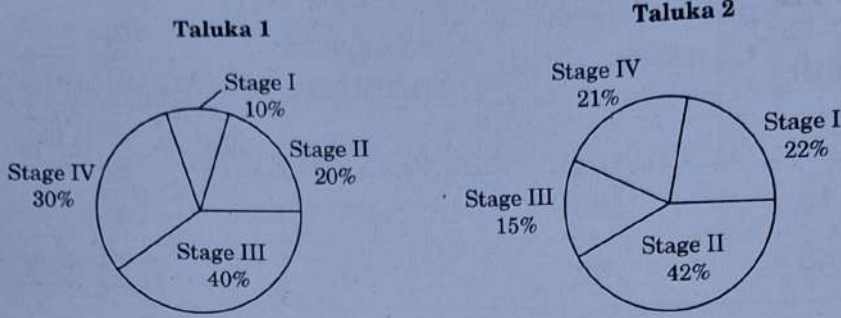 Taluka 1
Stage I
10%
Stage II
20%
Stage III
40%
Stage IV
30%
Taluka 2
Stage IV
21%
Stage I
22%
Stage III
15%
Stage II
42%